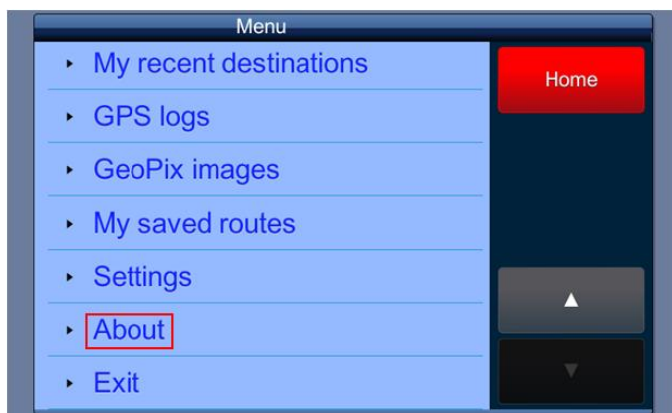 Menu
My recent destinations
Home
GPS logs
GeoPix images
My saved routes
Settings
About
Exit